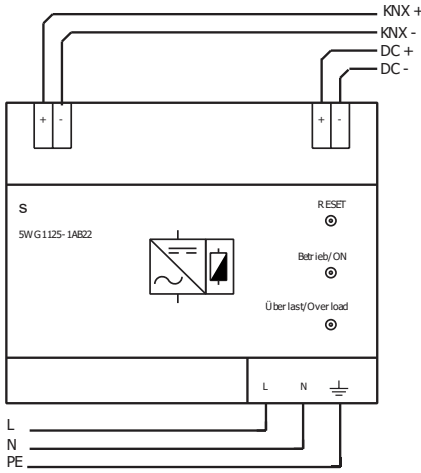 KNX +
KNX -
DC +
DC -
+ -
+ -
S
5WG1125-1AB22
RESET
Betrieb/ON
Überlast/Overload
L N
L
N
PE